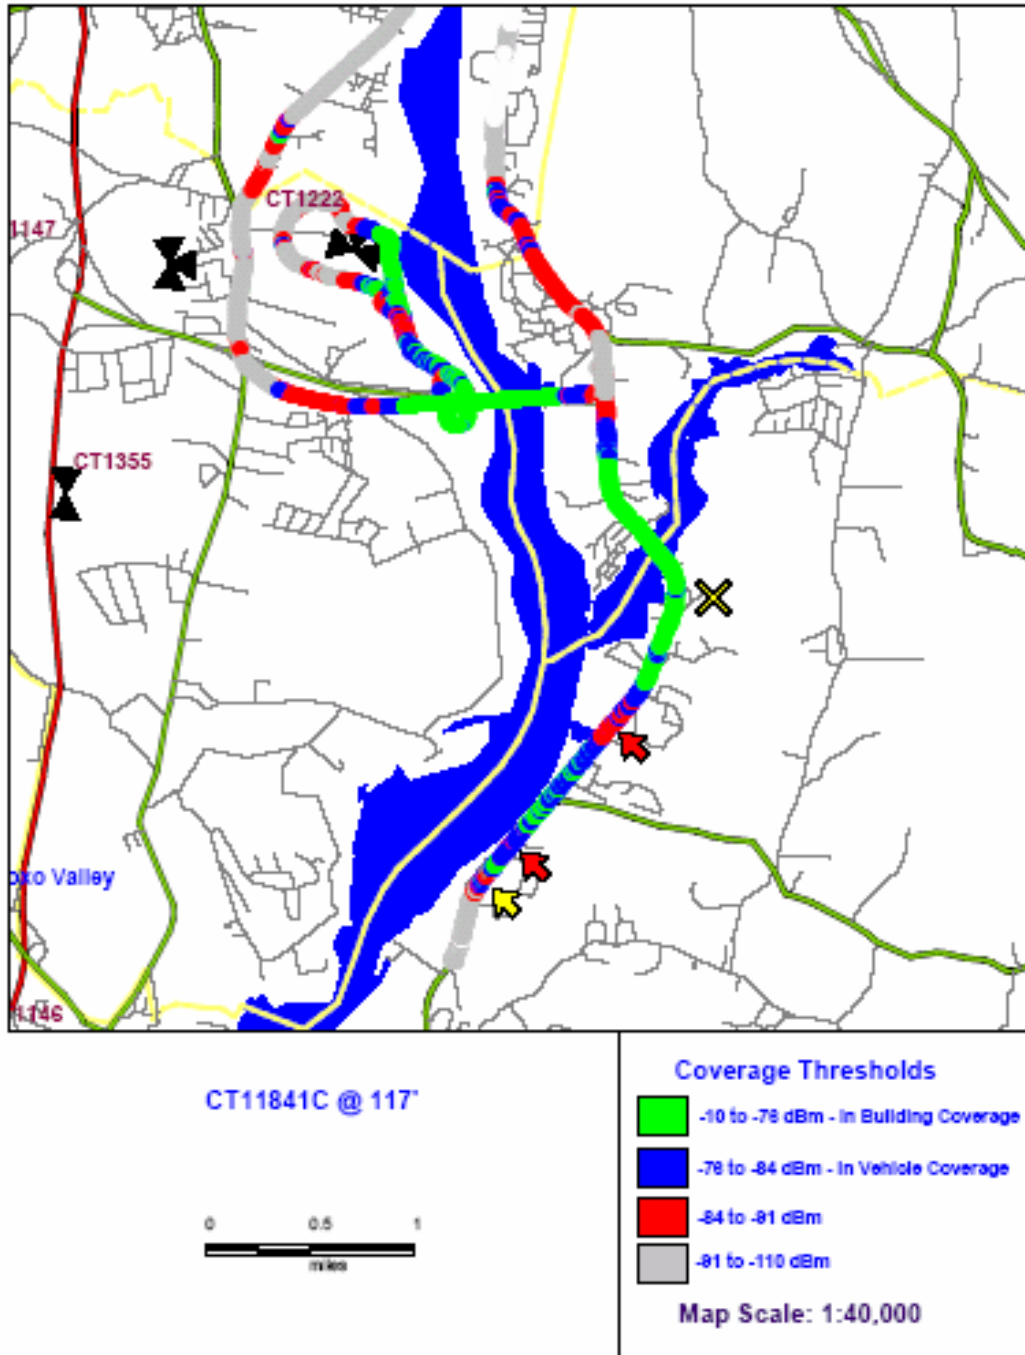 CT1222
1147
CT1355
oxo Valley
1146
CT11841C @ 117'
0 0.5 1
miles
Coverage Thresholds
-10 to -76 dBm - In Building Coverage
-76 to -84 dBm - In Vehicle Coverage
-84 to -91 dBm
-91 to -110 dBm
Map Scale: 1:40,000